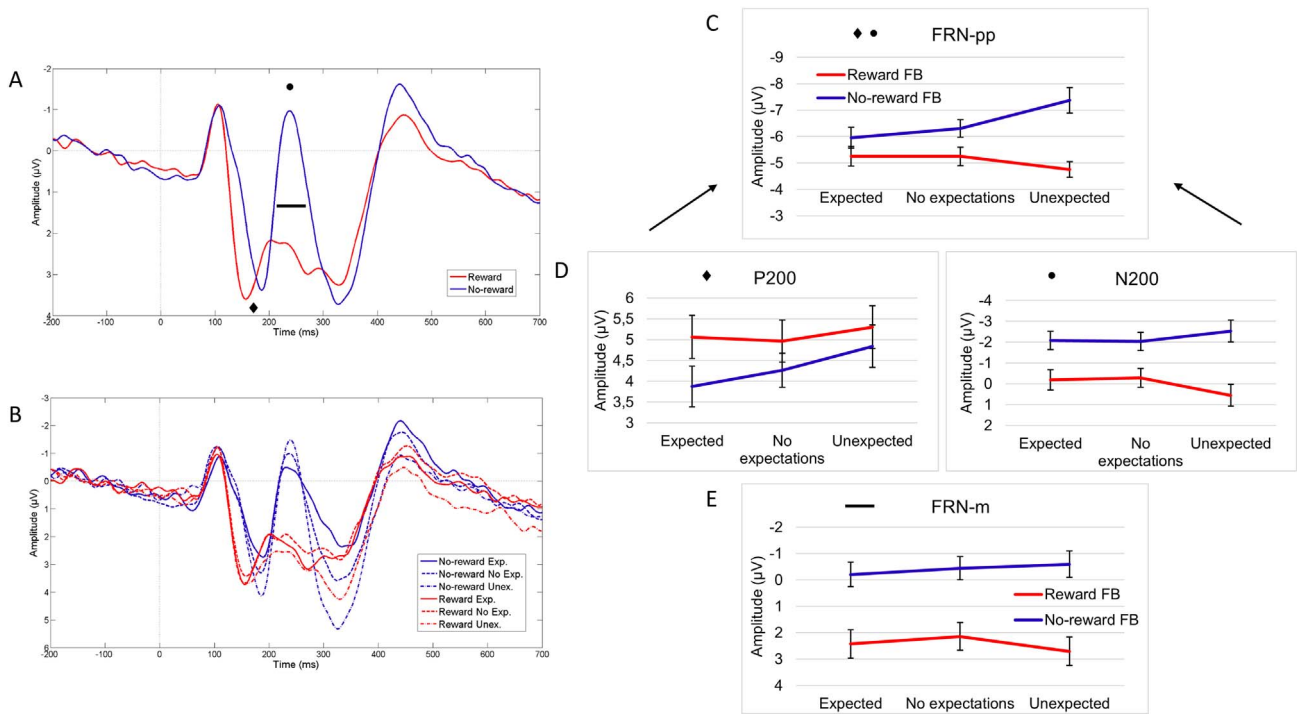 A
-2
-1
0
1
2
3
4
Amplitude (µV)
-200 -100 0 100 200 300 400 500 600 700
Time (ms)
Reward
No-reward
B
-3
-2
-1
0
1
2
3
4
5
6
Amplitude (µV)
-200 -100 0 100 200 300 400 500 600 700
Time (ms)
No-reward Exp.
No-reward No Exp.
No-reward Unex.
Reward Exp.
Reward No Exp.
Reward Unex.
C
FRN-pp
-9
-8
-7
-6
-5
-4
-3
Amplitude (µV)
Reward FB
No-reward FB
Expected No expectations Unexpected
D
P200
6
5,5
5
4,5
4
3,5
3
Amplitude (µV)
Expected No Unexpected
expectations
N200
-4
-3
-2
-1
0
1
2
Amplitude (µV)
Expected No Unexpected
expectations
E
FRN-m
-2
-1
0
1
2
3
4
Amplitude (µV)
Reward FB
No-reward FB
Expected No expectations Unexpected